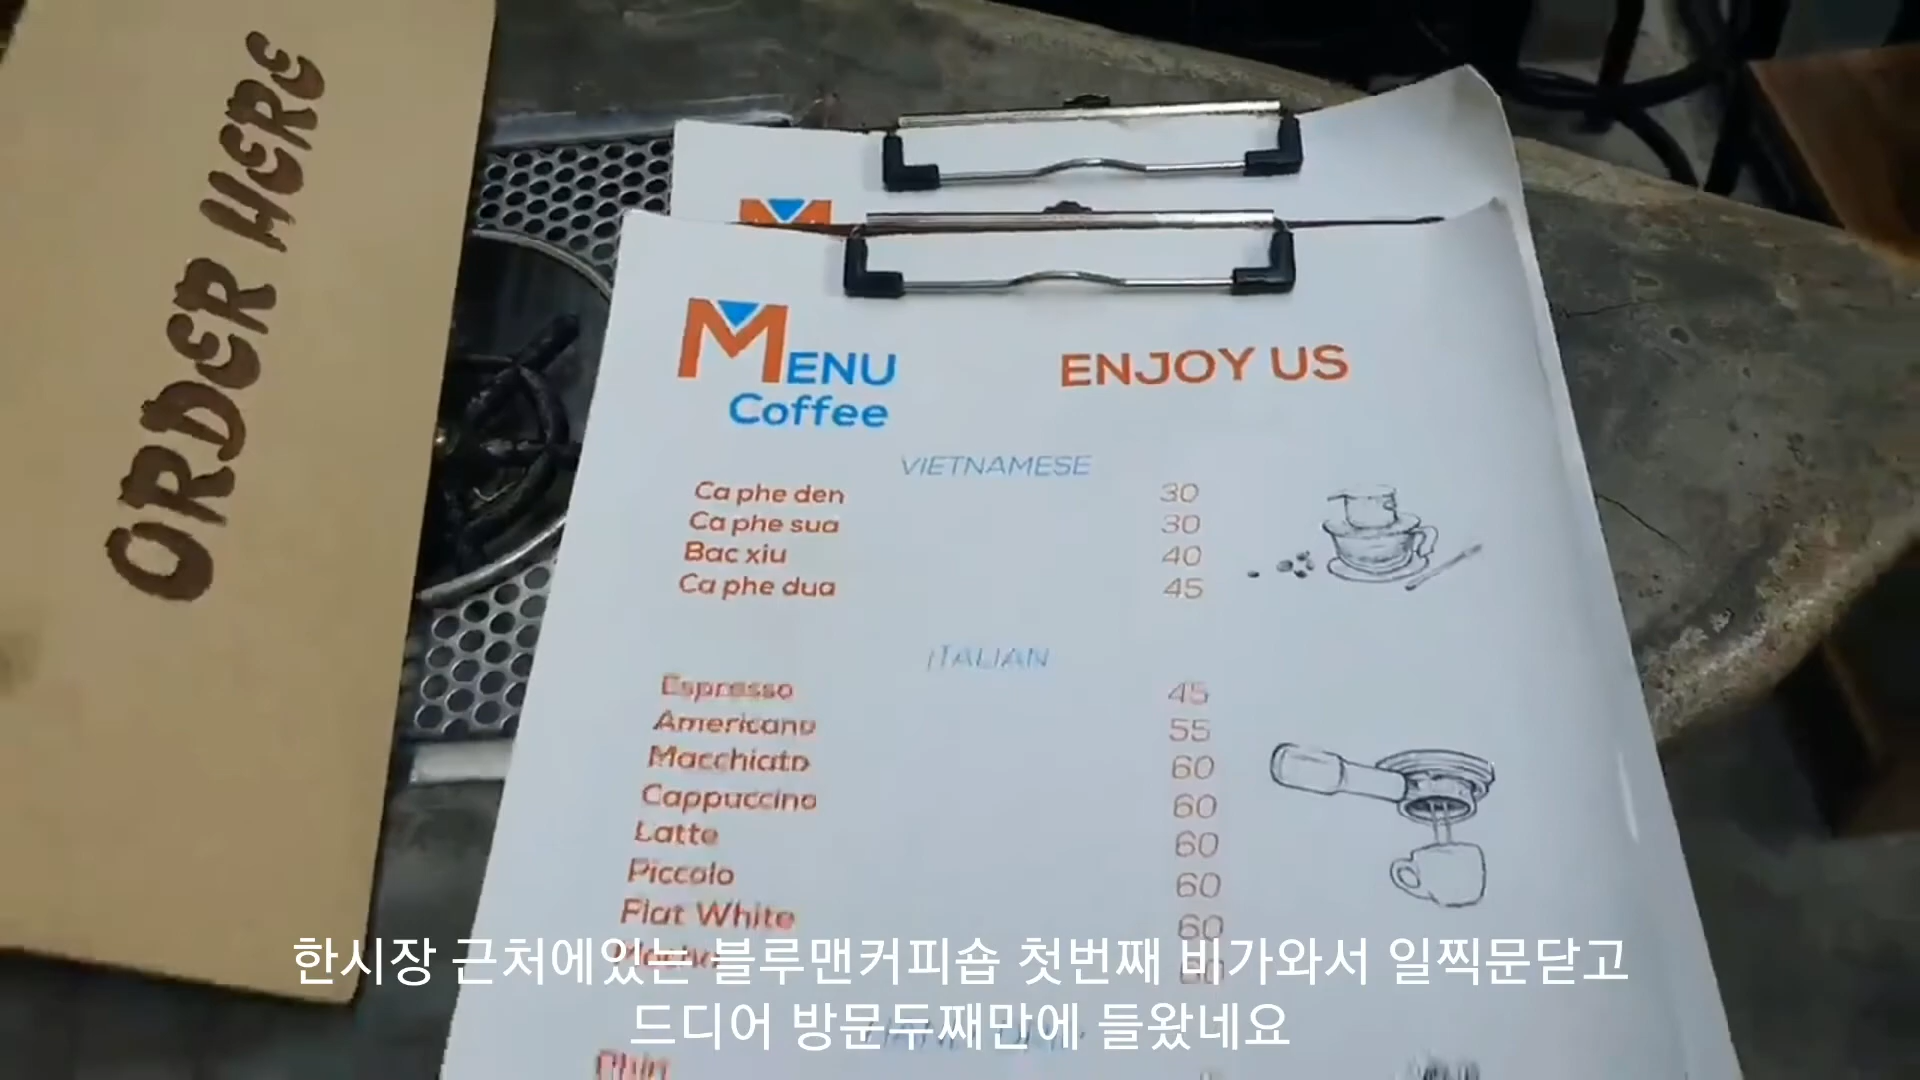 ORDER HERE
MENU
Coffee
ENJOY US
VIETNAMESE
Ca phe den 30
Ca phe sua 30
Bac xiu 40
Ca phe dua 45
ITALIAN
Espresso 45
Americano 55
Macchiato 60
Cappuccino 60
Latte 60
Piccolo 60
Flat White 60
한시장 근처에있는 블루맨커피숍 첫번째 비가와서 일찍문닫고
드디어 방문두째만에 들왔네요